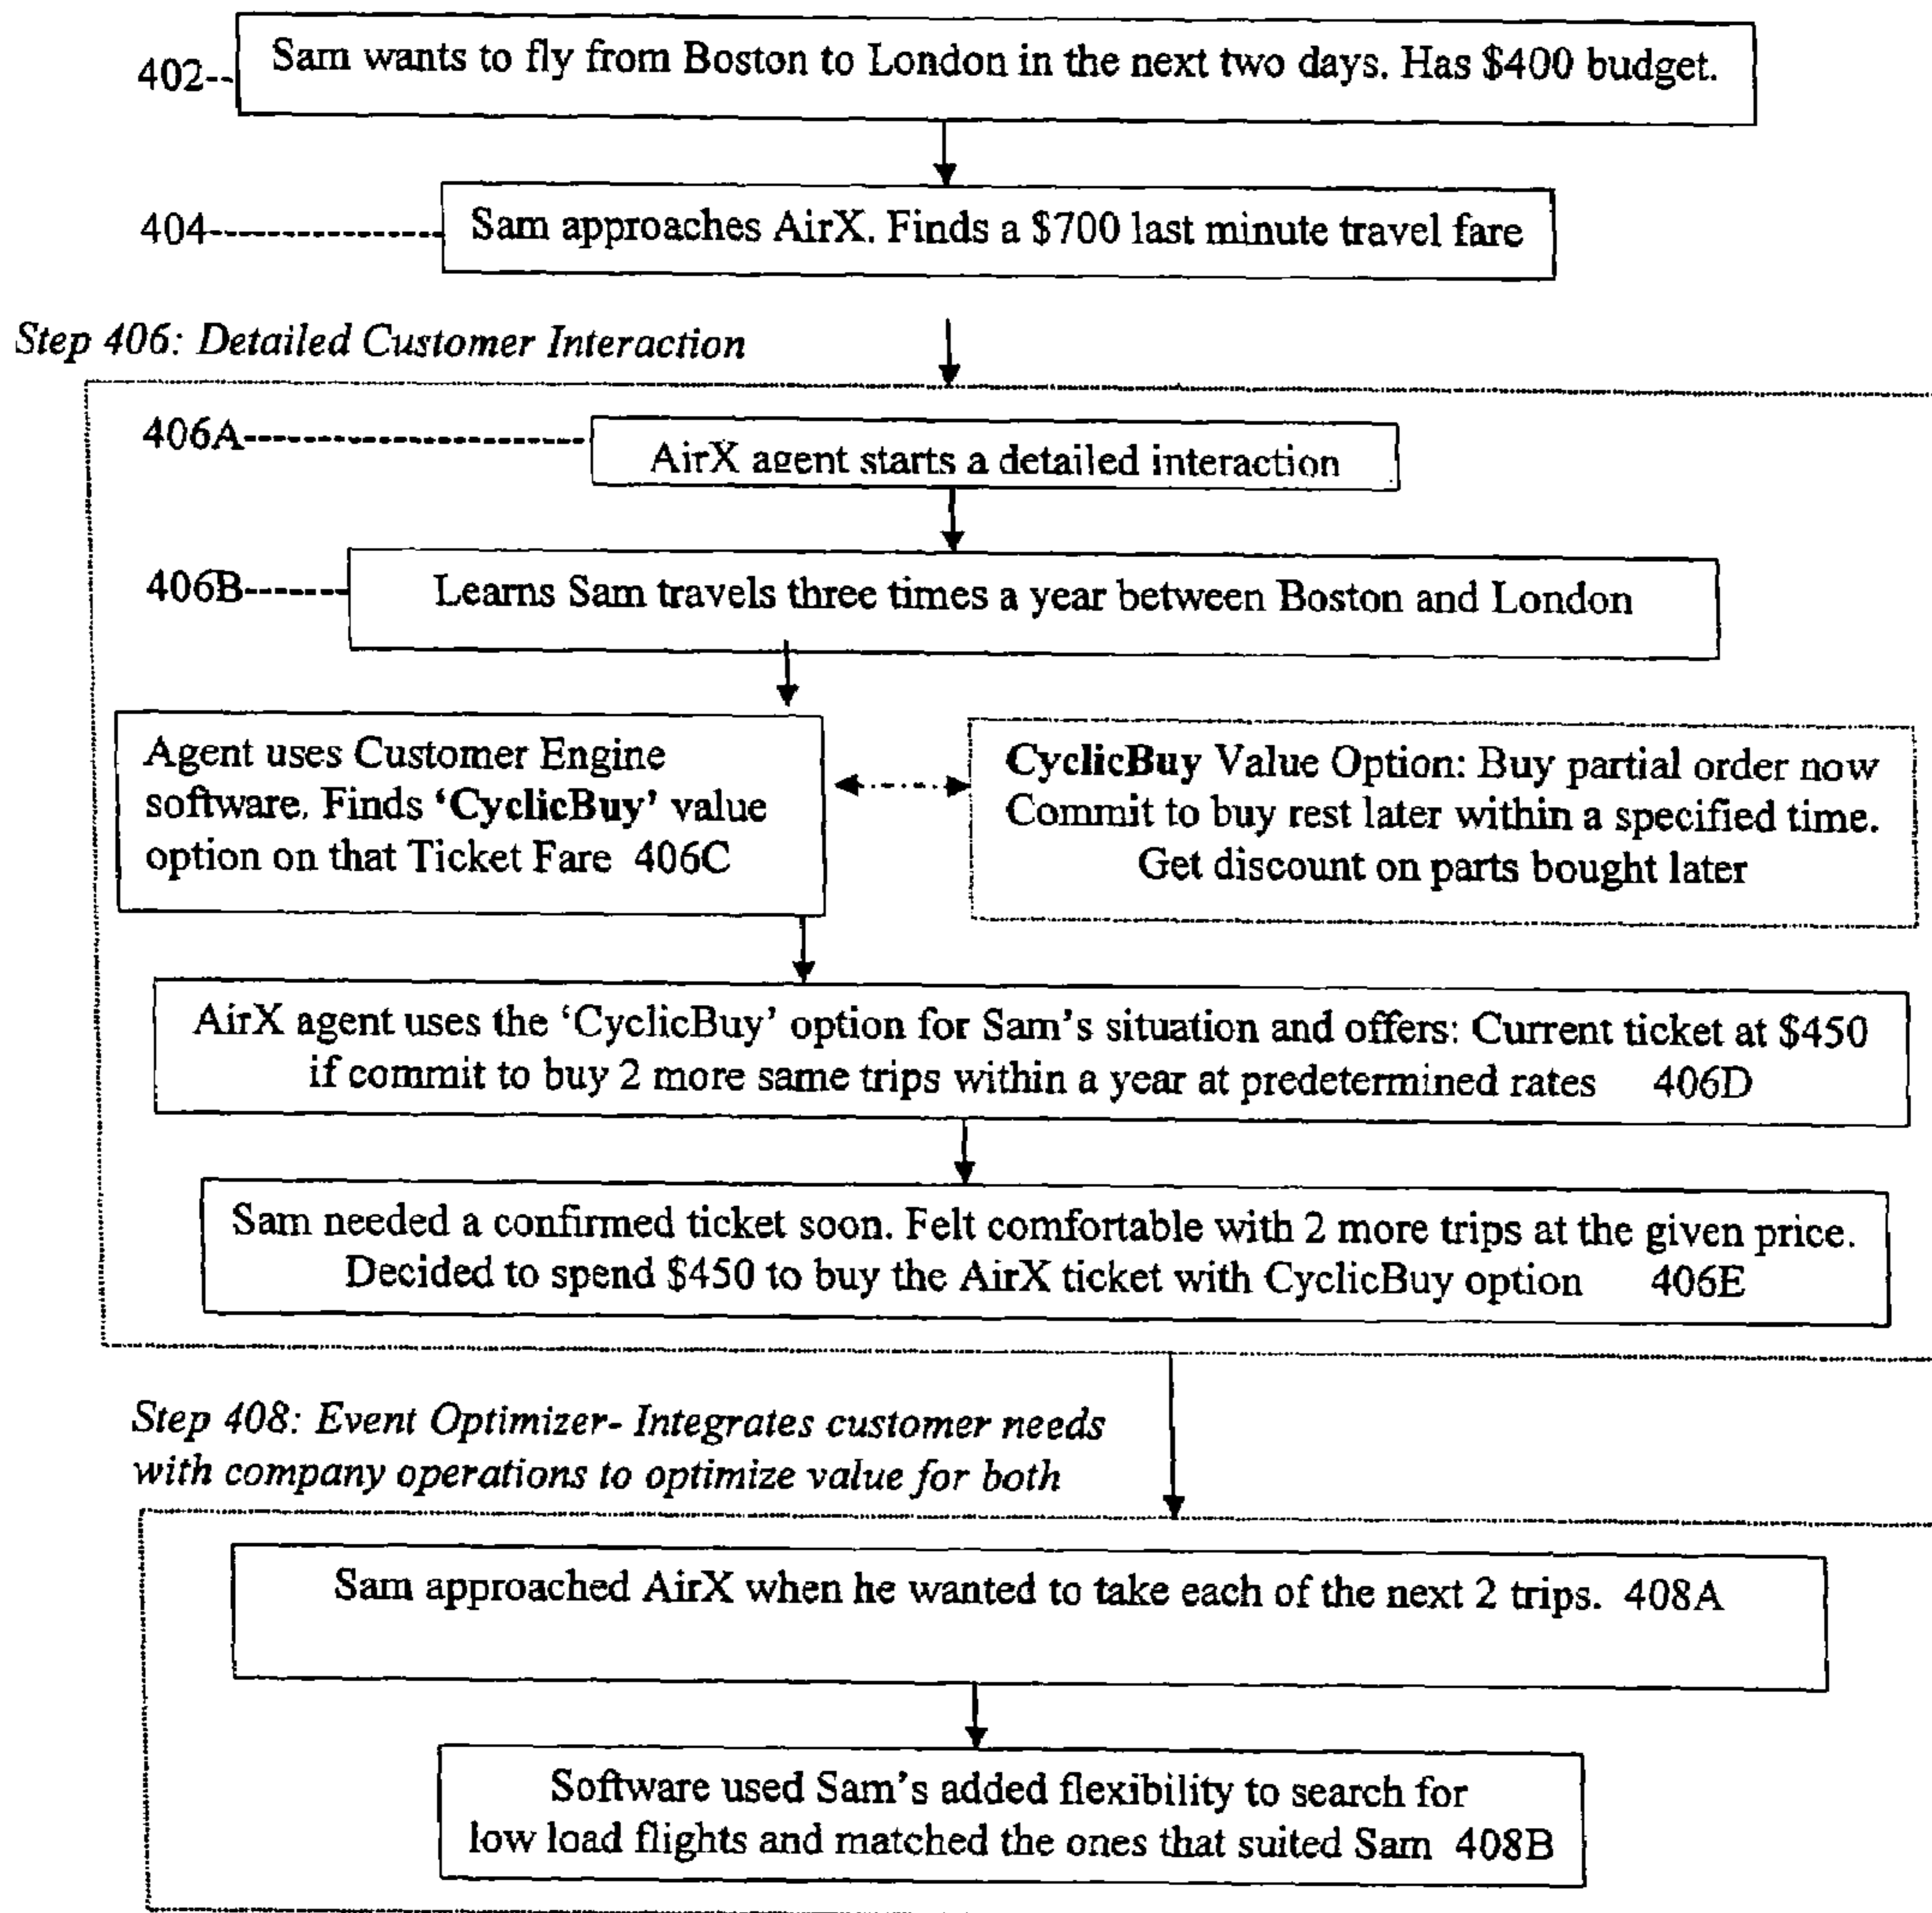 402-- Sam wants to fly from Boston to London in the next two days. Has $400 budget.
404-------------- Sam approaches AirX. Finds a $700 last minute travel fare
Step 406: Detailed Customer Interaction
406A--------------------- AirX agent starts a detailed interaction
406B------- Learns Sam travels three times a year between Boston and London
Agent uses Customer Engine
software. Finds ‘CyclicBuy’ value
option on that Ticket Fare 406C
CyclicBuy Value Option: Buy partial order now
Commit to buy rest later within a specified time.
Get discount on parts bought later
AirX agent uses the ‘CyclicBuy’ option for Sam’s situation and offers: Current ticket at $450
if commit to buy 2 more same trips within a year at predetermined rates 406D
Sam needed a confirmed ticket soon. Felt comfortable with 2 more trips at the given price.
Decided to spend $450 to buy the AirX ticket with CyclicBuy option 406E
Step 408: Event Optimizer- Integrates customer needs
with company operations to optimize value for both
Sam approached AirX when he wanted to take each of the next 2 trips. 408A
Software used Sam’s added flexibility to search for
low load flights and matched the ones that suited Sam 408B